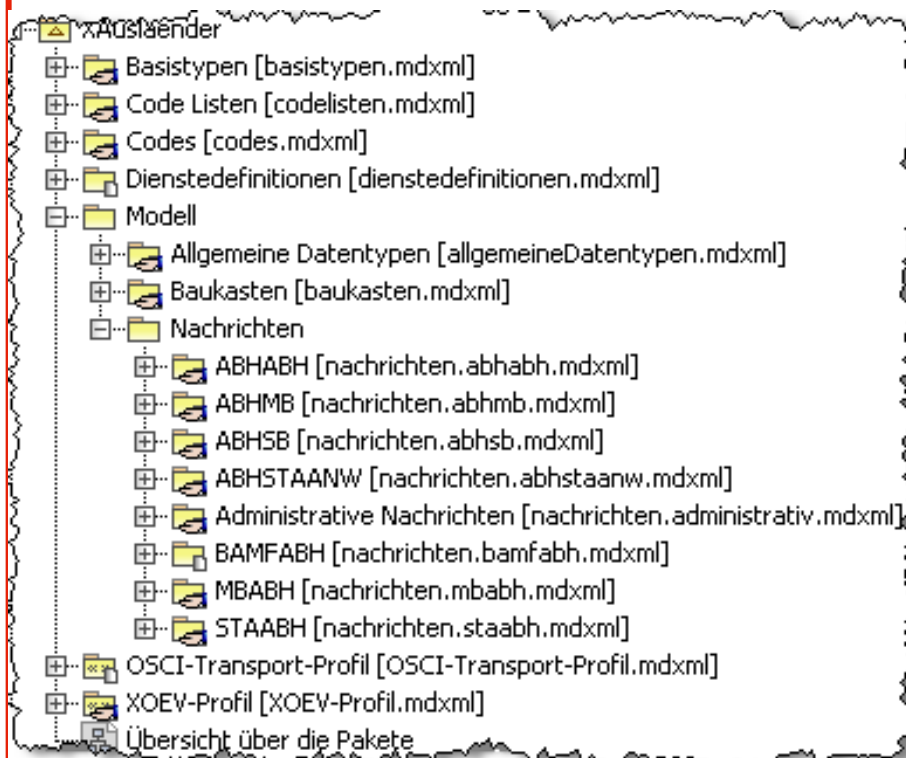 xAuslaender
Basistypen [basistypen.mdxml]
Code Listen [codelisten.mdxml]
Codes [codes.mdxml]
Dienstedefinitionen [dienstedefinitionen.mdxml]
Modell
Allgemeine Datentypen [allgemeineDatentypen.mdxml]
Baukasten [baukasten.mdxml]
Nachrichten
ABHABH [nachrichten.abhabh.mdxml]
ABHMB [nachrichten.abhmb.mdxml]
ABHSB [nachrichten.abhsb.mdxml]
ABHSTAANW [nachrichten.abhstaanw.mdxml]
Administrative Nachrichten [nachrichten.administrativ.mdxml]
BAMFABH [nachrichten.bamfabh.mdxml]
MBABH [nachrichten.mbabh.mdxml]
STAABH [nachrichten.staabh.mdxml]
OSCI-Transport-Profil [OSCI-Transport-Profil.mdxml]
XOEV-Profil [XOEV-Profil.mdxml]
Übersicht über die Pakete